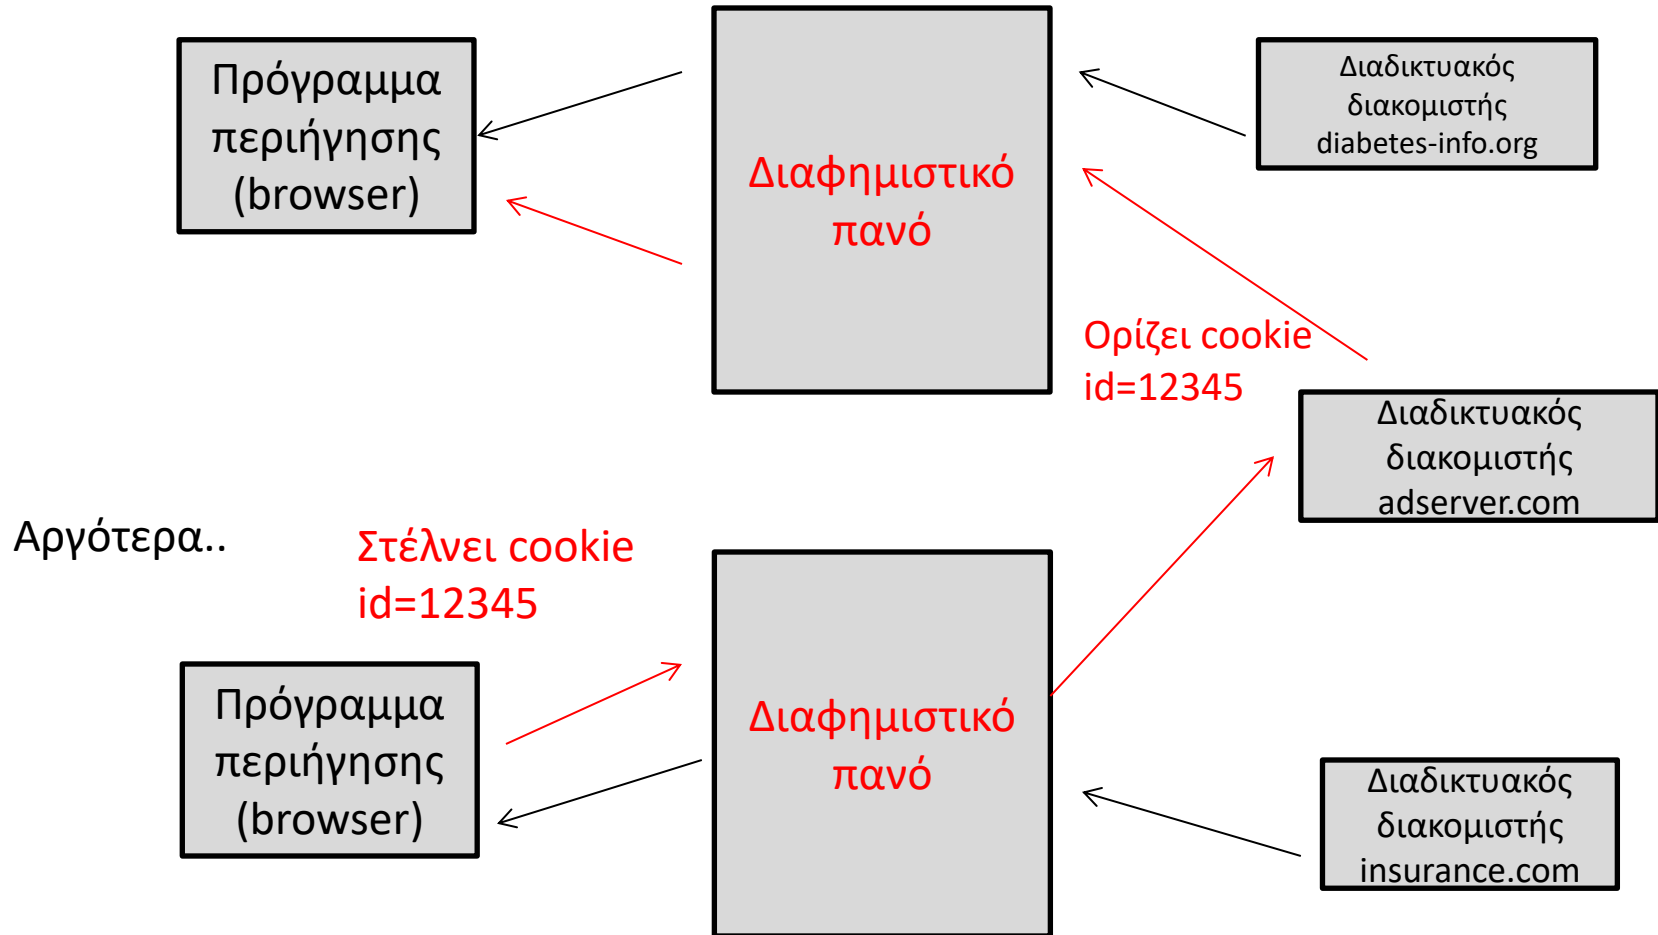 Πρόγραμμα
περιήγησης
(browser)
Διαφημιστικό
πανό
Διαδικτυακός
διακομιστής
diabetes-info.org
Ορίζει cookie
id=12345
Διαδικτυακός
διακομιστής
adserver.com
Αργότερα..
Στέλνει cookie
id=12345
Πρόγραμμα
περιήγησης
(browser)
Διαφημιστικό
πανό
Διαδικτυακός
διακομιστής
insurance.com